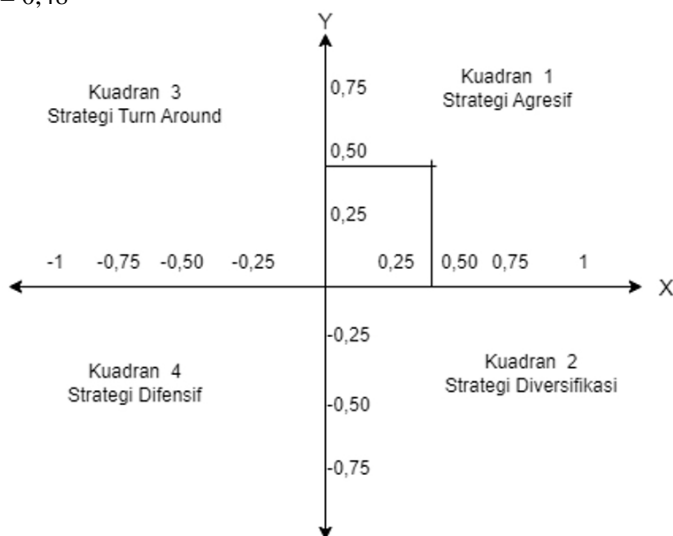 = 0,48
Y
Kuadran 3
Strategi Turn Around
0,75
Kuadran 1
Strategi Agresif
0,50
0,25
-1 -0,75 -0,50 -0,25 0,25 0,50 0,75 1
X
-0,25
Kuadran 4
Strategi Difensif
Kuadran 2
Strategi Diversifikasi
-0,50
-0,75